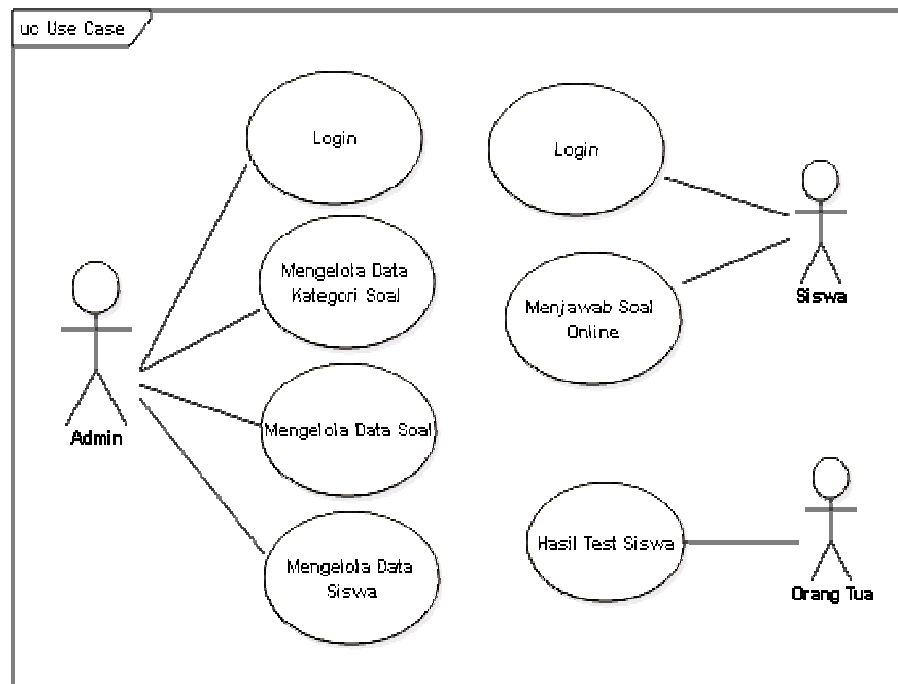 uc Use Case
Login
Mengelola Data
Kategori Soal
Mengelola Data Soal
Mengelola Data
Siswa
Admin
Login
Menjawab Soal
Online
Siswa
Hasil Test Siswa
Orang Tua